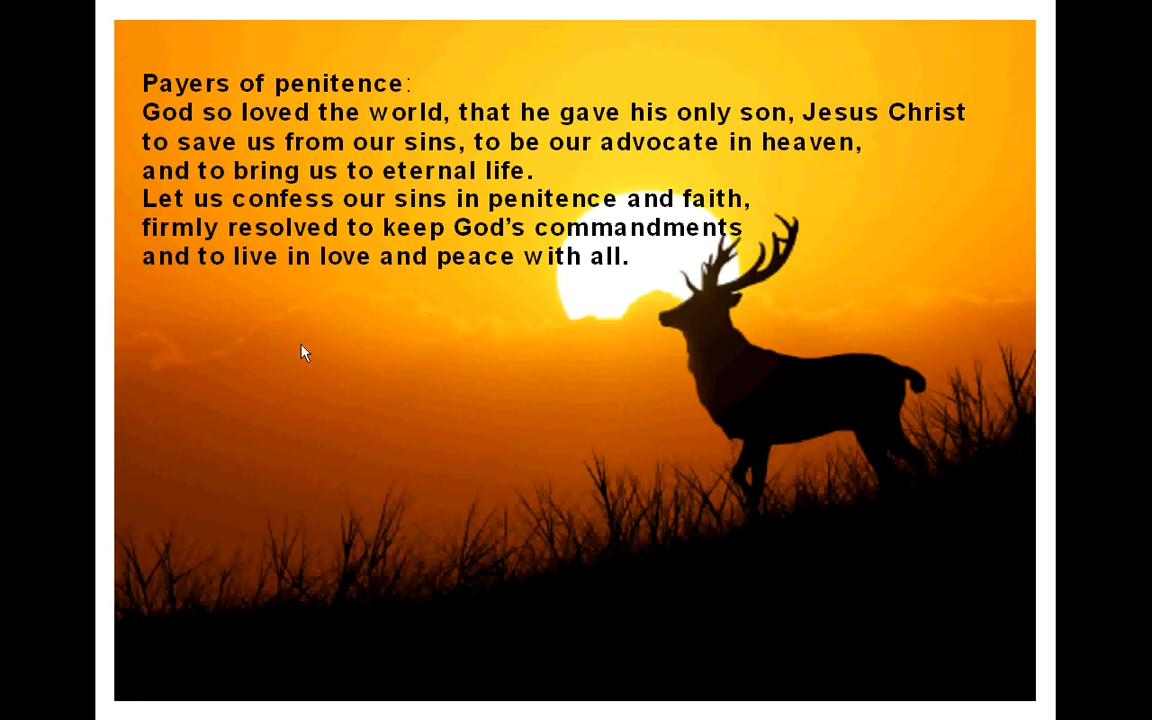 Payers of penitence:
God so loved the world, that he gave his only son, Jesus Christ
to save us from our sins, to be our advocate in heaven,
and to bring us to eternal life.
Let us confess our sins in penitence and faith,
firmly resolved to keep God’s commandments
and to live in love and peace with all.